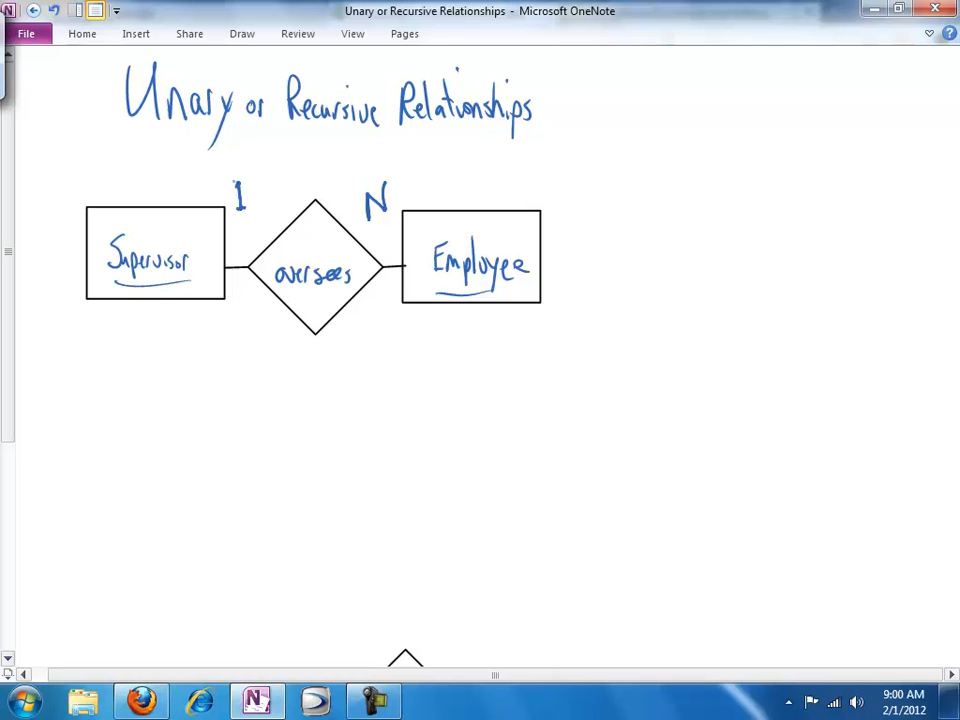 Unary or Recursive Relationships - Microsoft OneNote
File Home Insert Share Draw Review View Pages
Unary or Recursive Relationships
1 N
Supervisor oversees Employee
9:00 AM
2/1/2012